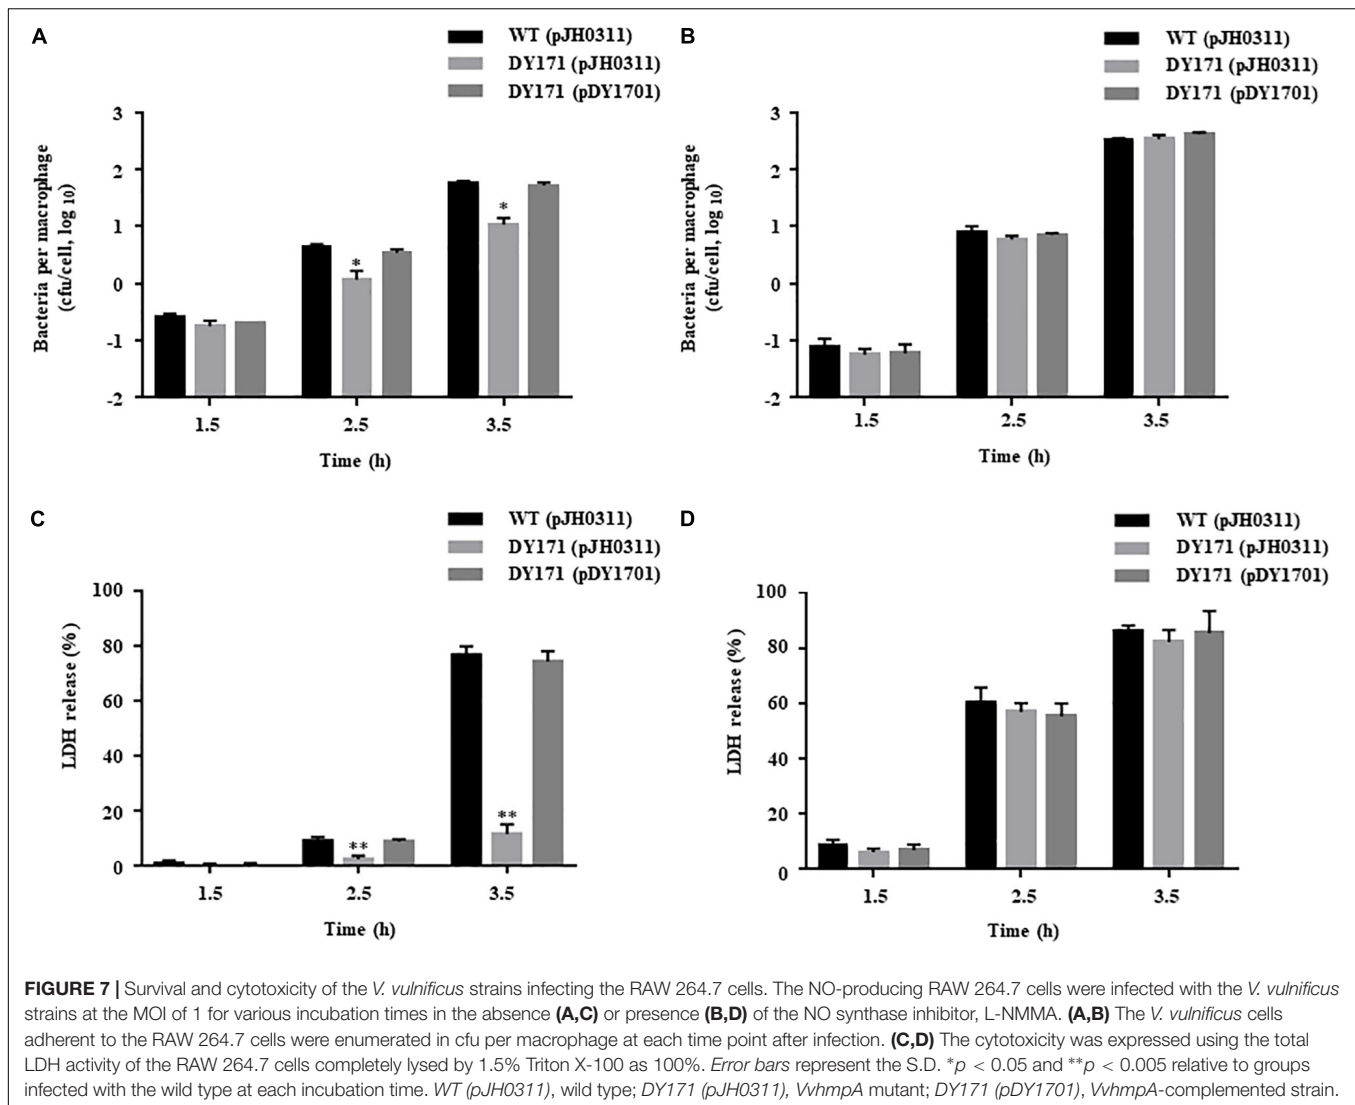 A
WT (pJH0311)
DY171 (pJH0311)
DY171 (pDY1701)
Bacteria per macrophage
(cfu/cell, log 10)
3
2
1
0
-1
-2
*
*
1.5 2.5 3.5
Time (h)
B
WT (pJH0311)
DY171 (pJH0311)
DY171 (pDY1701)
Bacteria per macrophage
(cfu/cell, log 10)
3
2
1
0
-1
-2
1.5 2.5 3.5
Time (h)
C
WT (pJH0311)
DY171 (pJH0311)
DY171 (pDY1701)
LDH release (%)
100
80
60
40
20
0
**
**
1.5 2.5 3.5
Time (h)
D
WT (pJH0311)
DY171 (pJH0311)
DY171 (pDY1701)
LDH release (%)
100
80
60
40
20
0
1.5 2.5 3.5
Time (h)
FIGURE 7 | Survival and cytotoxicity of the V. vulnificus strains infecting the RAW 264.7 cells. The NO-producing RAW 264.7 cells were infected with the V. vulnificus
strains at the MOI of 1 for various incubation times in the absence (A,C) or presence (B,D) of the NO synthase inhibitor, L-NMMA. (A,B) The V. vulnificus cells
adherent to the RAW 264.7 cells were enumerated in cfu per macrophage at each time point after infection. (C,D) The cytotoxicity was expressed using the total
LDH activity of the RAW 264.7 cells completely lysed by 1.5% Triton X-100 as 100%. Error bars represent the S.D. *p < 0.05 and **p < 0.005 relative to groups
infected with the wild type at each incubation time. WT (pJH0311), wild type; DY171 (pJH0311), VvhmpA mutant; DY171 (pDY1701), VvhmpA-complemented strain.